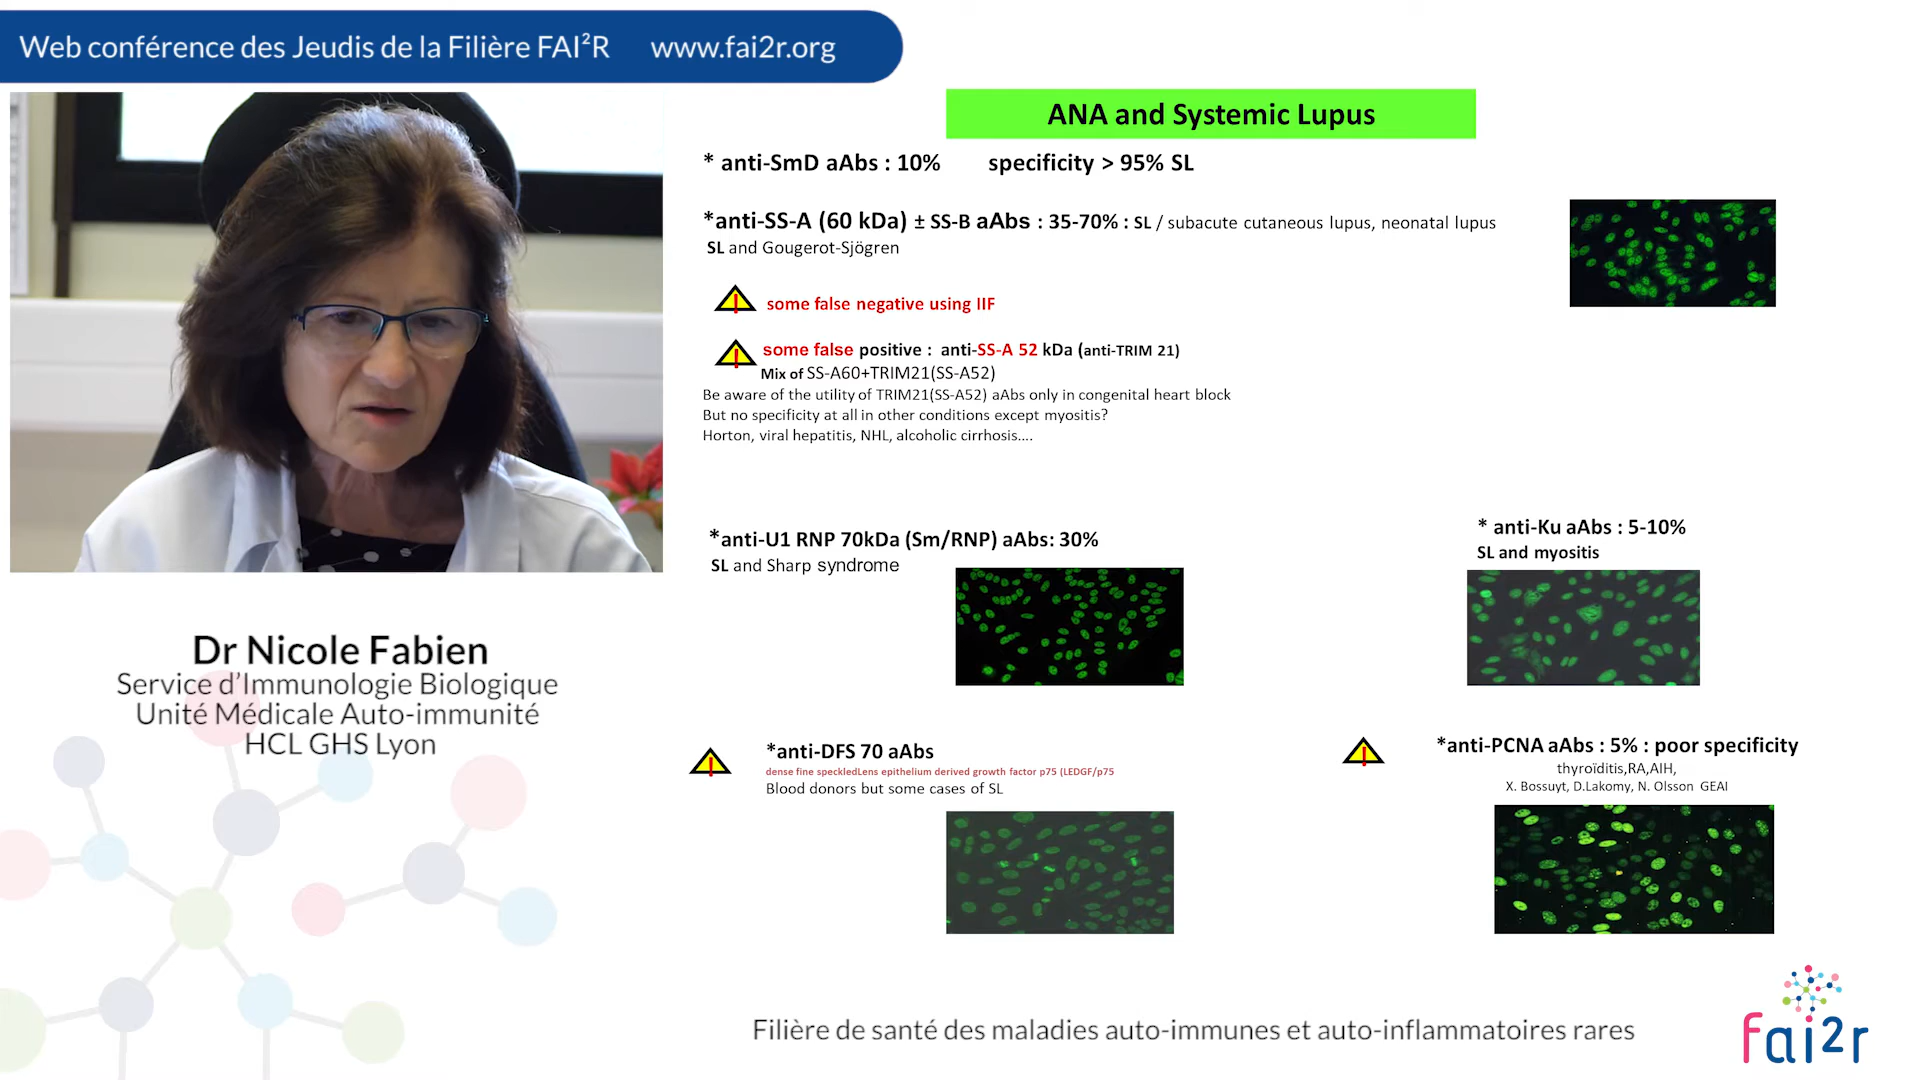 Web conférence des Jeudis de la Filière FAI²R www.fai2r.org
ANA and Systemic Lupus
* anti-SmD aAbs : 10% specificity > 95% SL
*anti-SS-A (60 kDa) ± SS-B aAbs : 35-70% : SL / subacute cutaneous lupus, neonatal lupus
SL and Gougerot-Sjögren
! some false negative using IIF
! some false positive : anti-SS-A 52 kDa (anti-TRIM 21)
Mix of SS-A60+TRIM21(SS-A52)
Be aware of the utility of TRIM21(SS-A52) aAbs only in congenital heart block
But no specificity at all in other conditions except myositis?
Horton, viral hepatitis, NHL, alcoholic cirrhosis....
*anti-U1 RNP 70kDa (Sm/RNP) aAbs: 30%
SL and Sharp syndrome
* anti-Ku aAbs : 5-10%
SL and myositis
! *anti-DFS 70 aAbs
dense fine speckledLens epithelium derived growth factor p75 (LEDGF/p75
Blood donors but some cases of SL
! *anti-PCNA aAbs : 5% : poor specificity
thyroïditis,RA,AIH,
X. Bossuyt, D.Lakomy, N. Olsson GEAI
Dr Nicole Fabien
Service d'Immunologie Biologique
Unité Médicale Auto-immunité
HCL GHS Lyon
Filière de santé des maladies auto-immunes et auto-inflammatoires rares
fai2r